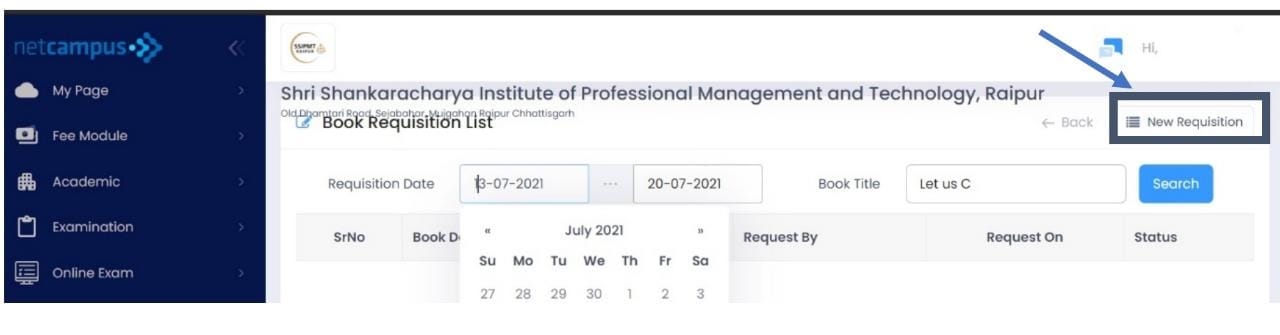 netcampus
«
SSIPMT
RAIPUR
Hi,
My Page
Fee Module
Academic
Examination
Online Exam
Shri Shankaracharya Institute of Professional Management and Technology, Raipur
Old Dhamtari Road, Sejabahar, Mujgahan Raipur Chhattisgarh
Book Requisition List
← Back
New Requisition
Requisition Date 13-07-2021 ... 20-07-2021 Book Title Let us C Search
SrNo Book D Request By Request On Status
« July 2021 »
Su Mo Tu We Th Fr Sa
27 28 29 30 1 2 3